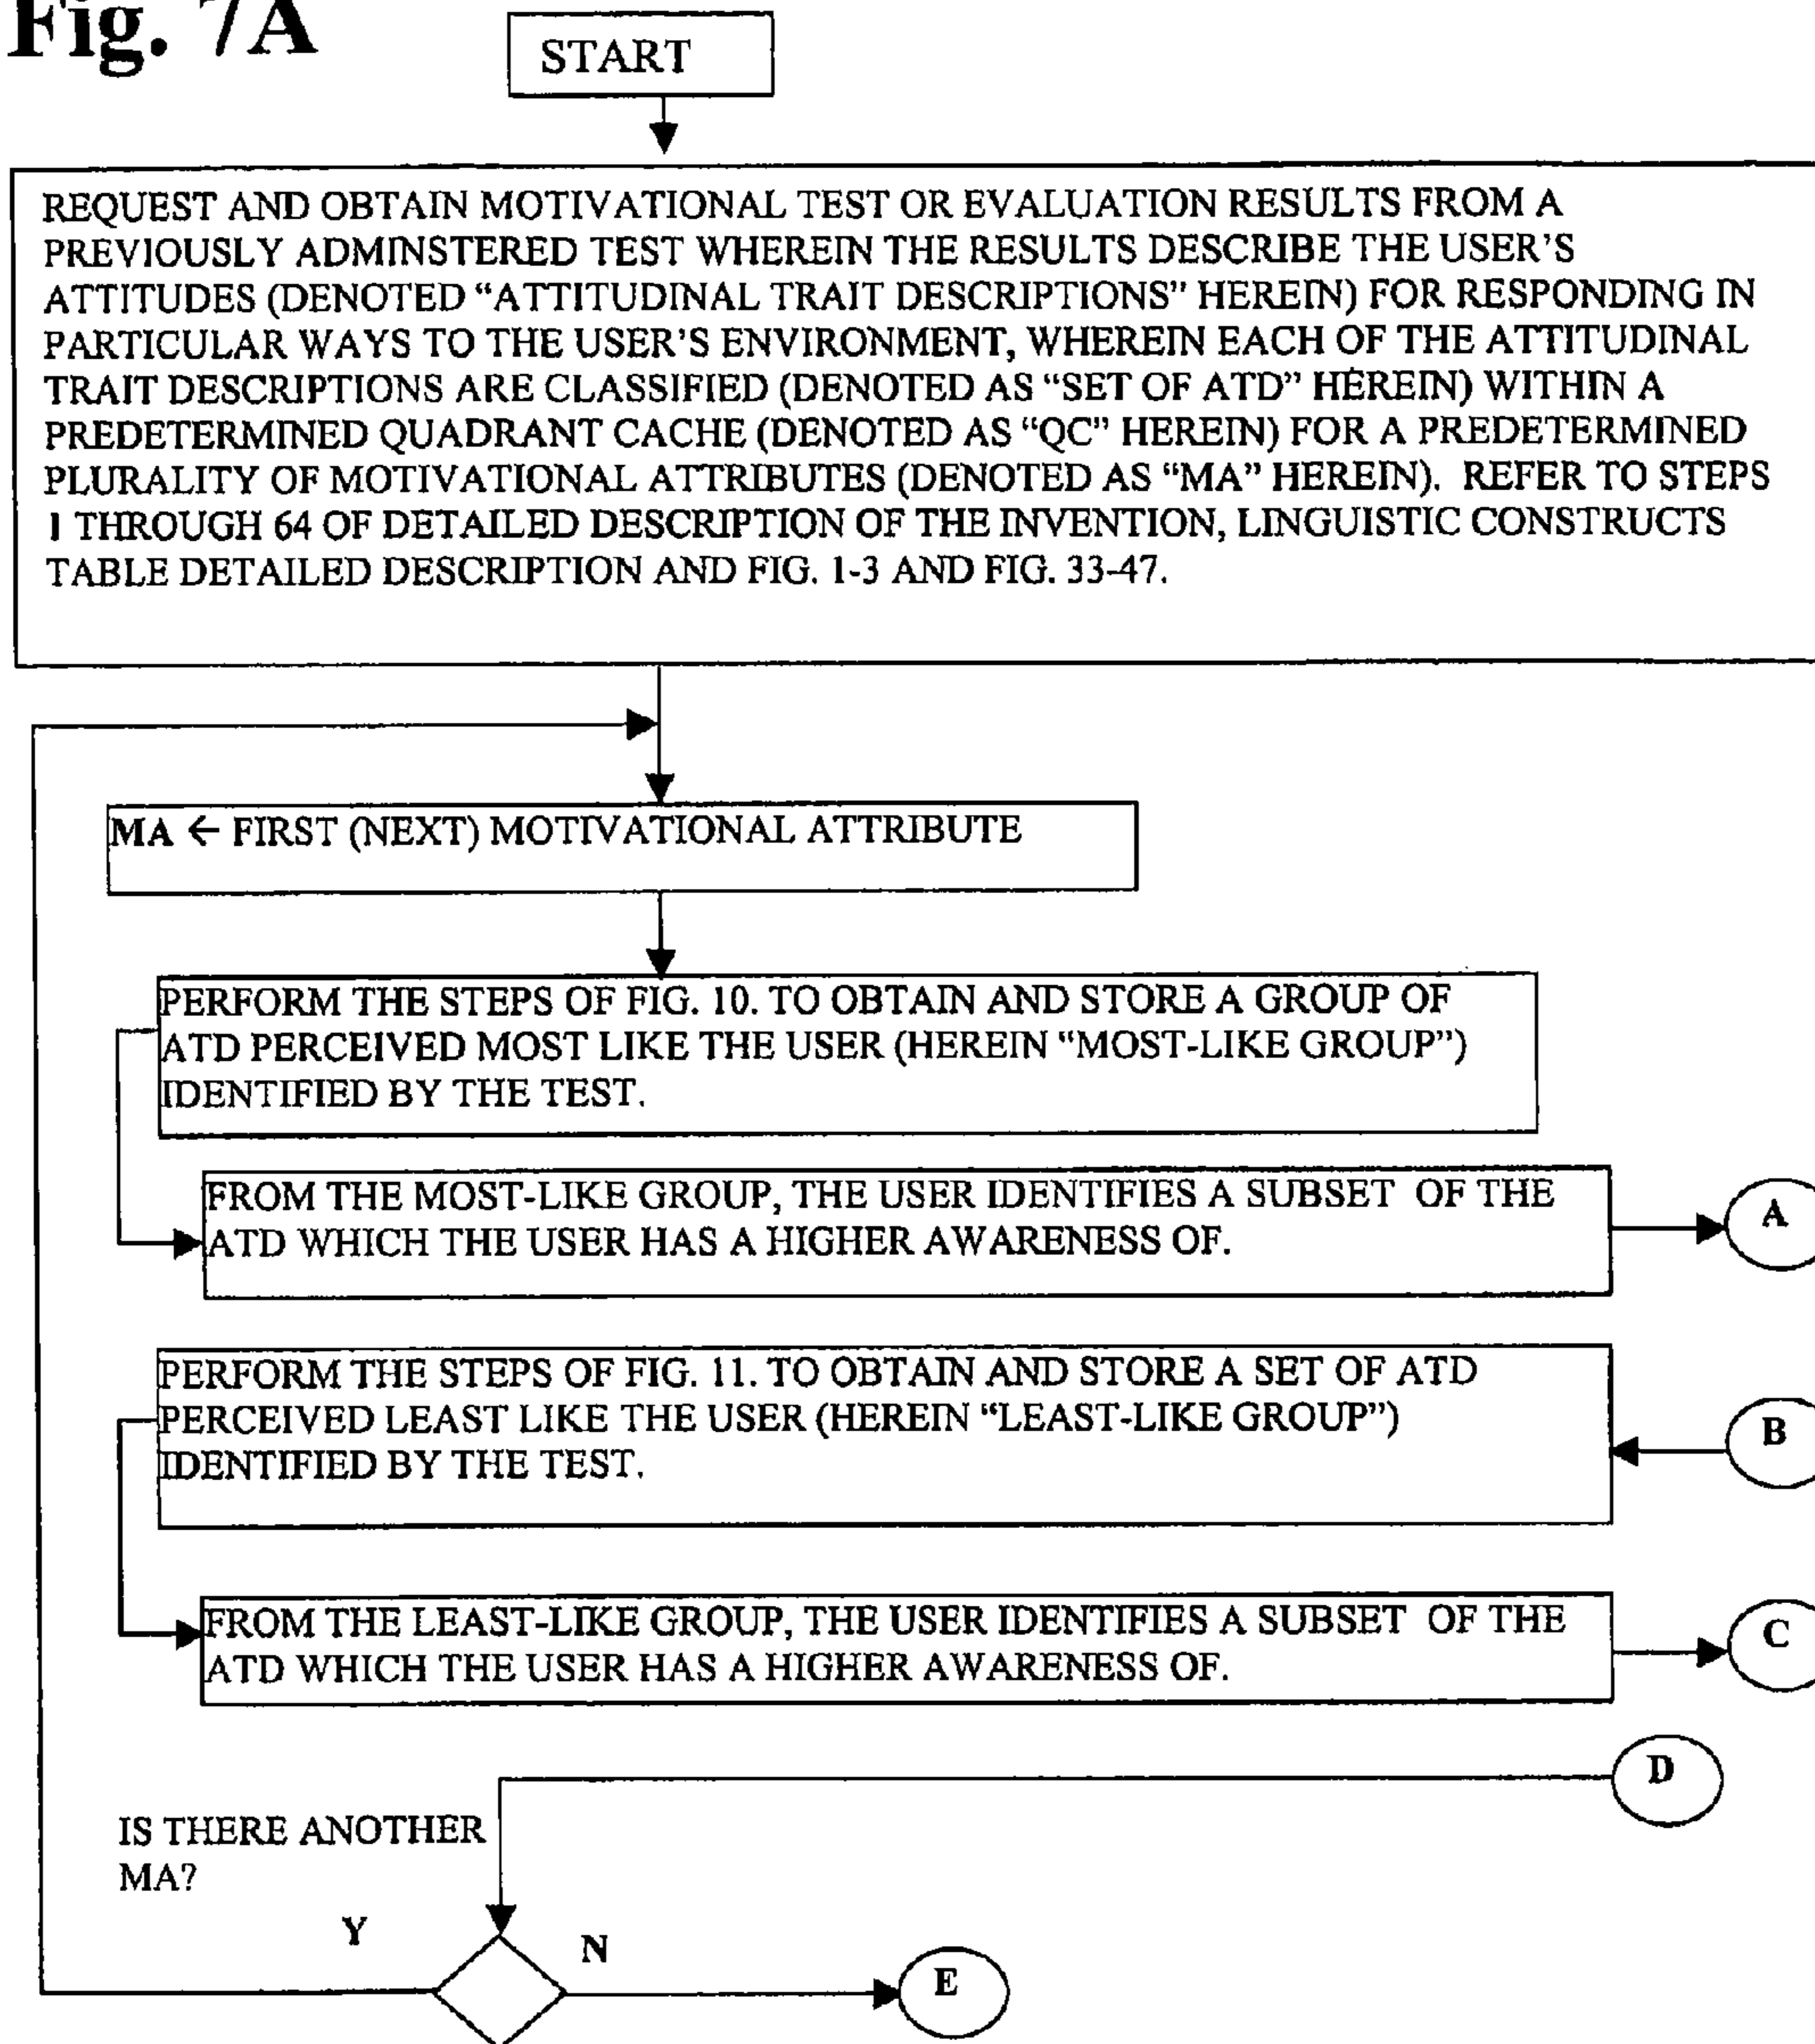 Fig. 7A
START
REQUEST AND OBTAIN MOTIVATIONAL TEST OR EVALUATION RESULTS FROM A
PREVIOUSLY ADMINSTERED TEST WHEREIN THE RESULTS DESCRIBE THE USER'S
ATTITUDES (DENOTED “ATTITUDINAL TRAIT DESCRIPTIONS” HEREIN) FOR RESPONDING IN
PARTICULAR WAYS TO THE USER'S ENVIRONMENT, WHEREIN EACH OF THE ATTITUDINAL
TRAIT DESCRIPTIONS ARE CLASSIFIED (DENOTED AS “SET OF ATD” HEREIN) WITHIN A
PREDETERMINED QUADRANT CACHE (DENOTED AS “QC” HEREIN) FOR A PREDETERMINED
PLURALITY OF MOTIVATIONAL ATTRIBUTES (DENOTED AS “MA” HEREIN). REFER TO STEPS
1 THROUGH 64 OF DETAILED DESCRIPTION OF THE INVENTION, LINGUISTIC CONSTRUCTS
TABLE DETAILED DESCRIPTION AND FIG. 1-3 AND FIG. 33-47.
MA ← FIRST (NEXT) MOTIVATIONAL ATTRIBUTE
PERFORM THE STEPS OF FIG. 10. TO OBTAIN AND STORE A GROUP OF
ATD PERCEIVED MOST LIKE THE USER (HEREIN “MOST-LIKE GROUP”)
IDENTIFIED BY THE TEST.
FROM THE MOST-LIKE GROUP, THE USER IDENTIFIES A SUBSET OF THE
ATD WHICH THE USER HAS A HIGHER AWARENESS OF.
A
PERFORM THE STEPS OF FIG. 11. TO OBTAIN AND STORE A SET OF ATD
PERCEIVED LEAST LIKE THE USER (HEREIN “LEAST-LIKE GROUP”)
IDENTIFIED BY THE TEST.
B
FROM THE LEAST-LIKE GROUP, THE USER IDENTIFIES A SUBSET OF THE
ATD WHICH THE USER HAS A HIGHER AWARENESS OF.
C
D
IS THERE ANOTHER
MA?
Y
N
E